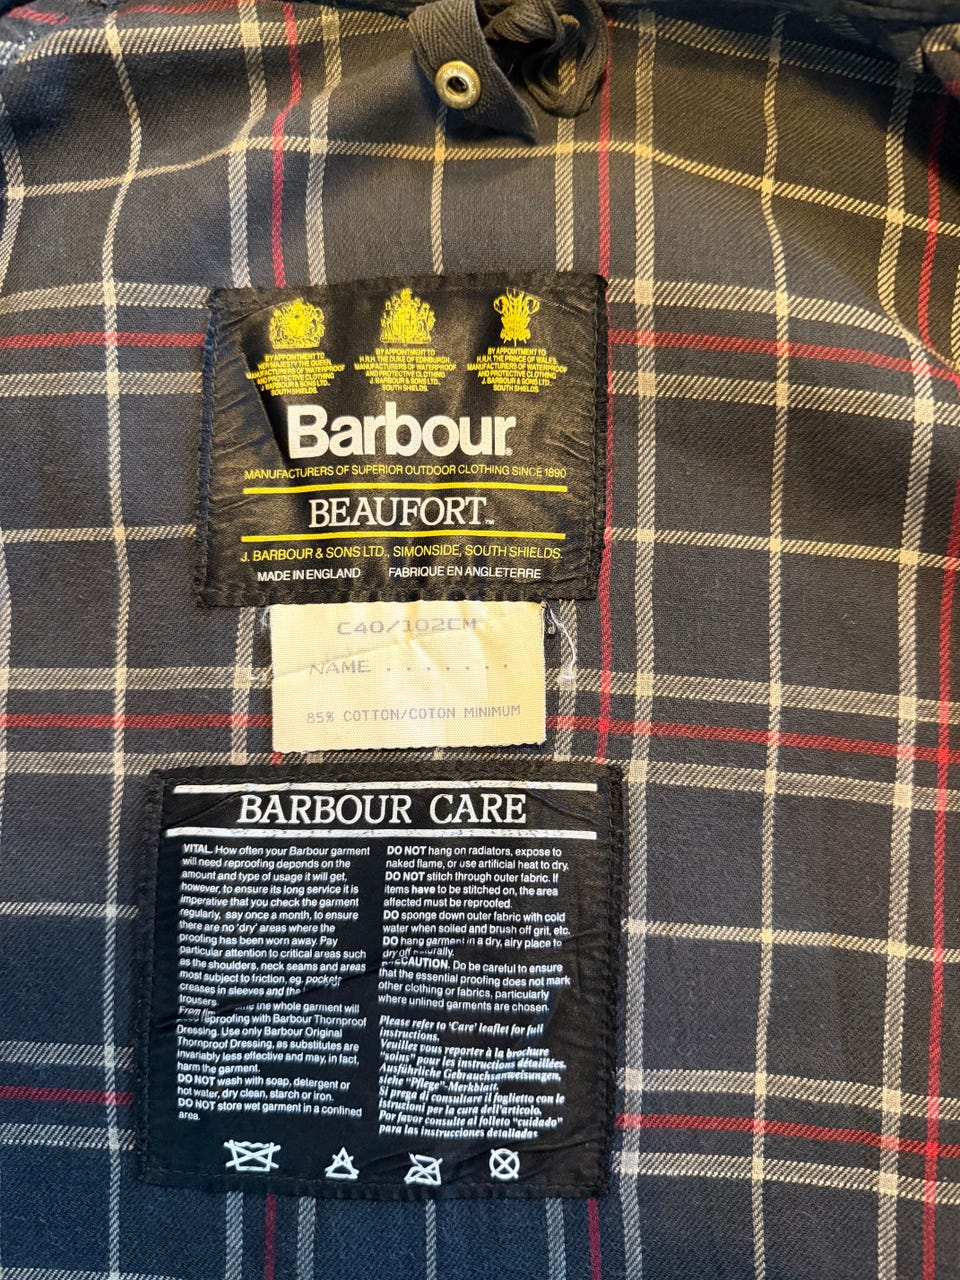 BY APPOINTMENT TO
HER MAJESTY THE QUEEN
MANUFACTURERS OF WATERPROOF
AND PROTECTIVE CLOTHING
J. BARBOUR & SONS LTD.
SOUTH SHIELDS
BY APPOINTMENT TO
H.R.H. THE DUKE OF EDINBURGH
MANUFACTURERS OF WATERPROOF
AND PROTECTIVE CLOTHING
J. BARBOUR & SONS LTD.
SOUTH SHIELDS.
BY APPOINTMENT TO
H.R.H. THE PRINCE OF WALES
MANUFACTURERS OF WATERPROOF
AND PROTECTIVE CLOTHING
J. BARBOUR & SONS LTD.
SOUTH SHIELDS.
Barbour
MANUFACTURERS OF SUPERIOR OUTDOOR CLOTHING SINCE 1890
BEAUFORT™
J. BARBOUR & SONS LTD., SIMONSIDE, SOUTH SHIELDS.
MADE IN ENGLAND FABRIQUE EN ANGLETERRE
C40/102CM
NAME . . . . . . .
85% COTTON/COTON MINIMUM
BARBOUR CARE
VITAL. How often your Barbour garment
will need reproofing depends on the
amount and type of usage it will get,
however, to ensure its long service it is
imperative that you check the garment
regularly, say once a month, to ensure
there are no 'dry' areas where the
proofing has been worn away. Pay
particular attention to critical areas such
as the shoulders, neck seams and areas
most subject to friction, eg. pockets
creases in sleeves and the
trousers.
the whole garment will
reproofing with Barbour Thornproof
Dressing. Use only Barbour Original
Thornproof Dressing, as substitutes are
invariably less effective and may, in fact,
harm the garment.
DO NOT wash with soap, detergent or
hot water, dry clean, starch or iron.
DO NOT store wet garment in a confined
area.
DO NOT hang on radiators, expose to
naked flame, or use artificial heat to dry.
DO NOT stitch through outer fabric. If
items have to be stitched on, the area
affected must be reproofed.
DO sponge down outer fabric with cold
water when soiled and brush off grit, etc.
DO hang garment in a dry, airy place to
dry off naturally.
PRECAUTION. Do be careful to ensure
that the essential proofing does not mark
other clothing or fabrics, particularly
where unlined garments are chosen.
Please refer to 'Care' leaflet for full
instructions.
Veuillez vous reporter à la brochure
"soins" pour les instructions détaillées.
Ausführliche Gebrauchsanweisungen,
siehe "Pflege"-Merkblatt.
Si prega di consultare il foglietto con le
istruzioni per la cura dell'articolo.
Por favor consulte al folleto "cuidado"
para las instrucciones detalladas